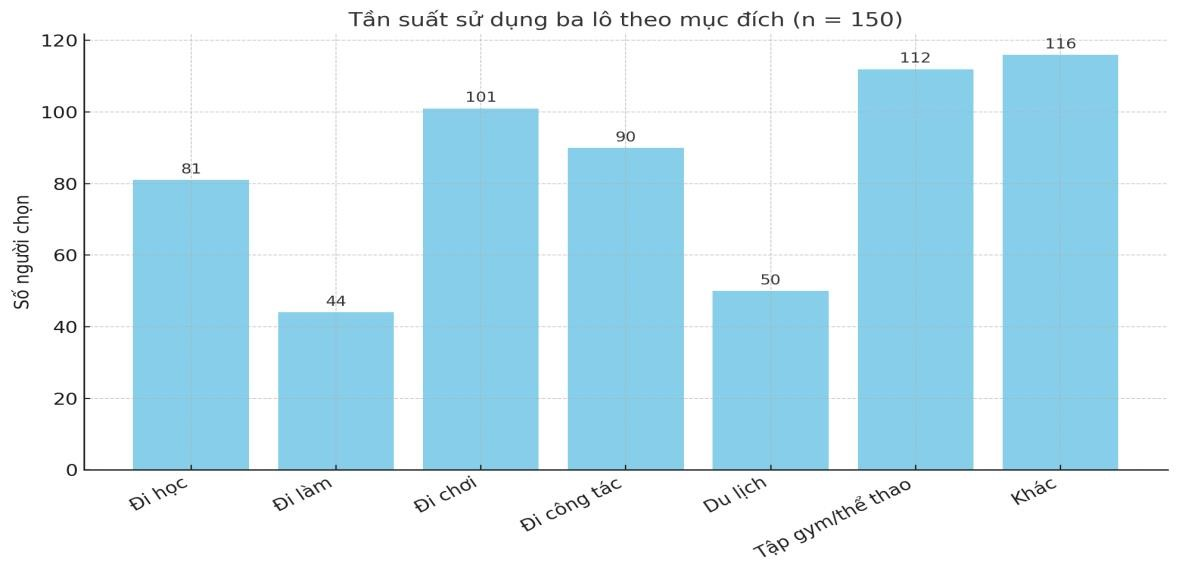 Tần suất sử dụng ba lô theo mục đích (n = 150)
Số người chọn
120
100
80
60
40
20
0
81
44
101
90
50
112
116
Đi học
Đi làm
Đi chơi
Đi công tác
Du lịch
Tập gym/thể thao
Khác